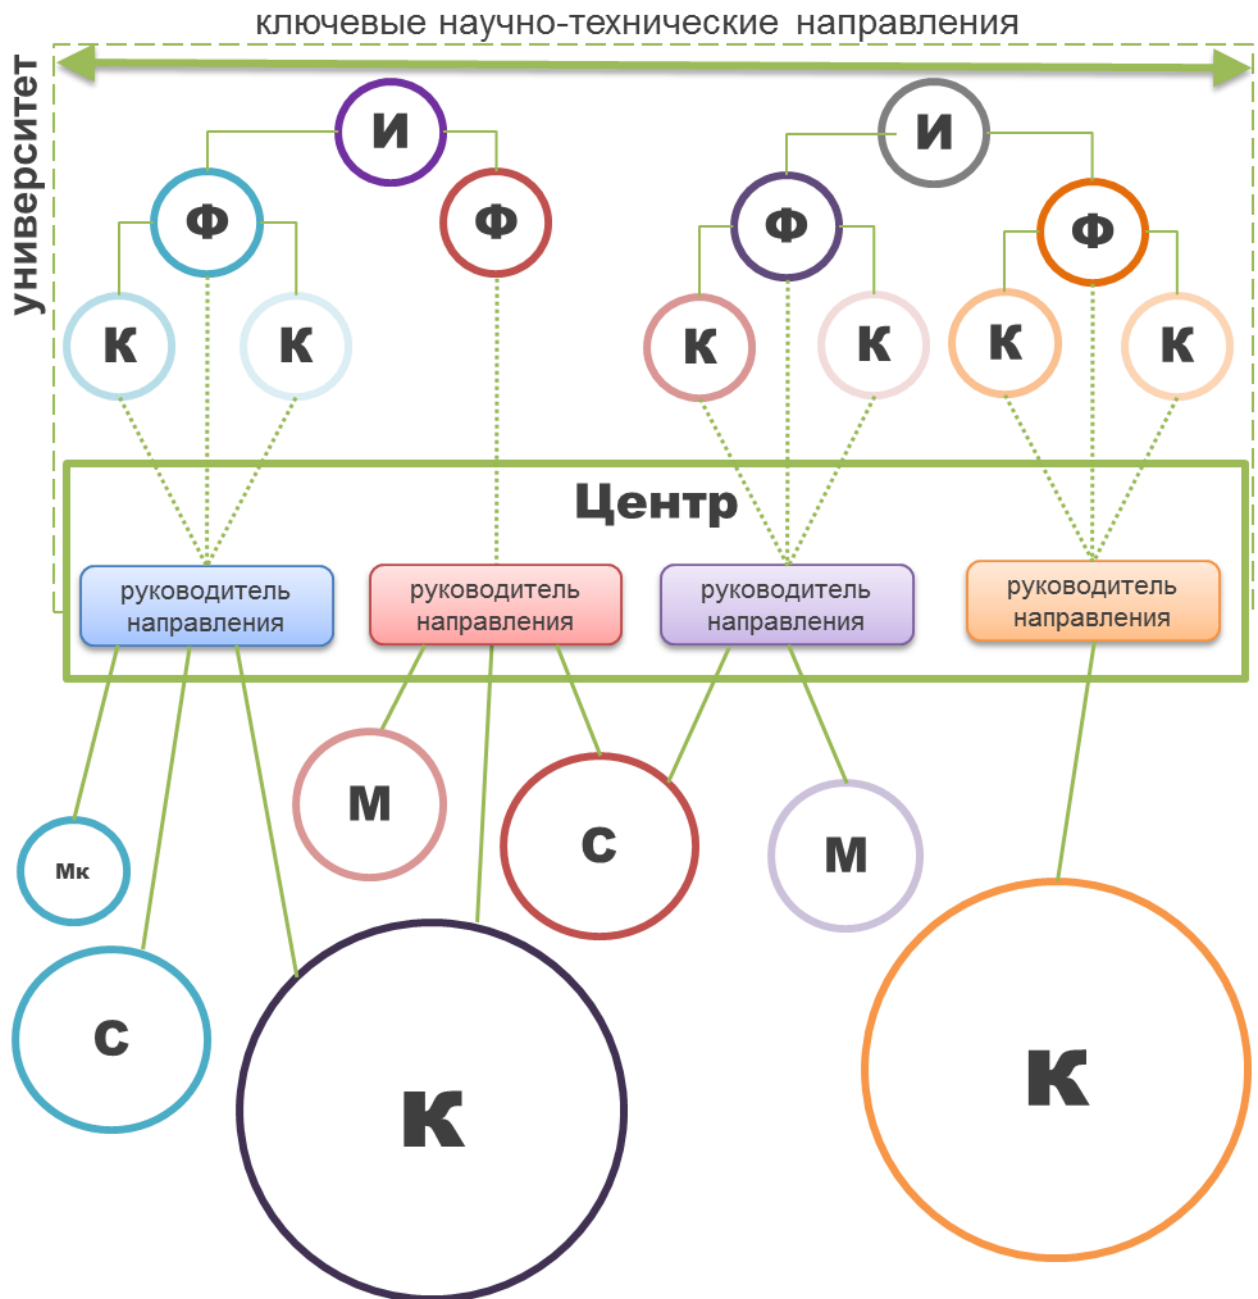 ключевые научно-технические направления
университет
И
И
Ф
Ф
Ф
Ф
К
К
К
К
К
К
Центр
руководитель
направления
руководитель
направления
руководитель
направления
руководитель
направления
М
С
М
Мк
С
К
К